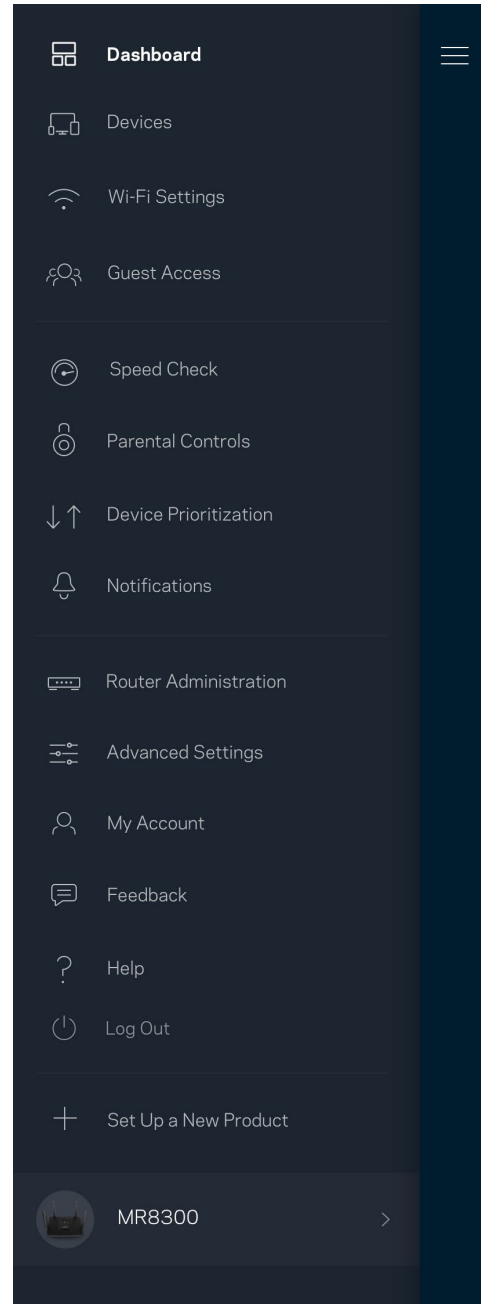 Dashboard
Devices
Wi-Fi Settings
Guest Access
Speed Check
Parental Controls
Device Prioritization
Notifications
Router Administration
Advanced Settings
My Account
Feedback
Help
Log Out
Set Up a New Product
MR8300